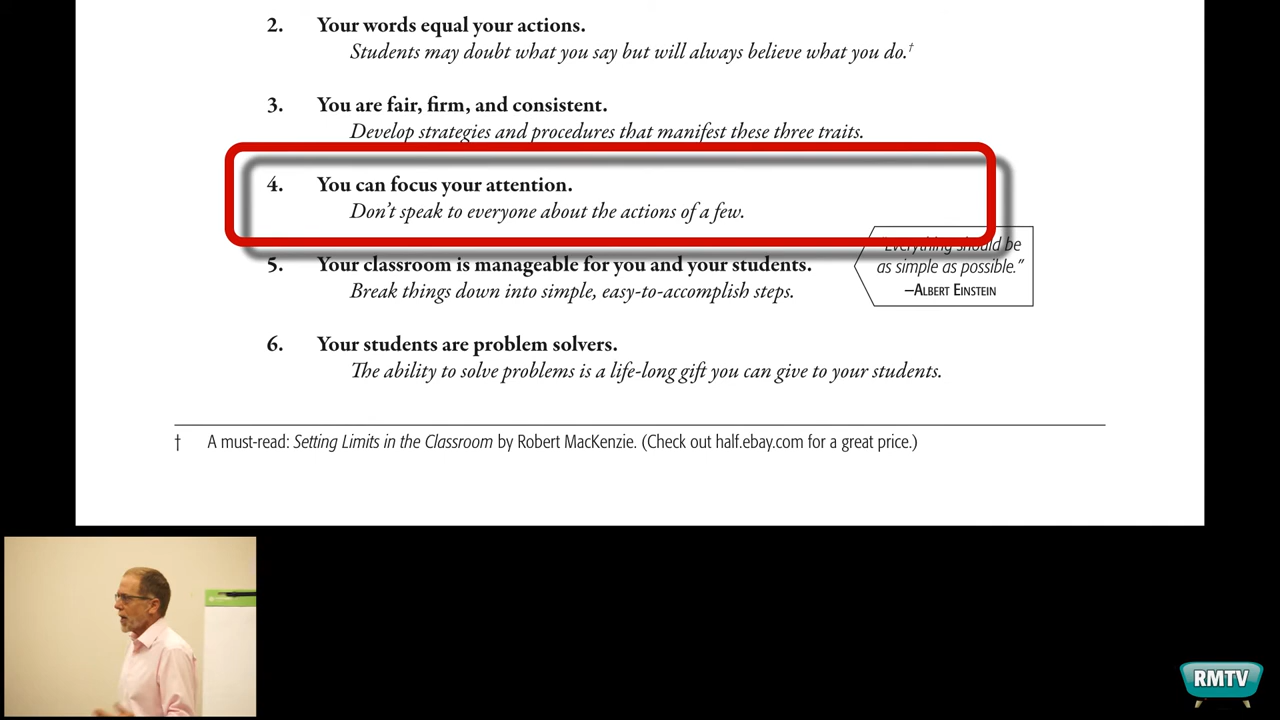 2. Your words equal your actions.
Students may doubt what you say but will always believe what you do.†
3. You are fair, firm, and consistent.
Develop strategies and procedures that manifest these three traits.
4. You can focus your attention.
Don't speak to everyone about the actions of a few.
5. Your classroom is manageable for you and your students.
Break things down into simple, easy-to-accomplish steps.
"Everything should be
as simple as possible."
–Albert Einstein
6. Your students are problem solvers.
The ability to solve problems is a life-long gift you can give to your students.
† A must-read: Setting Limits in the Classroom by Robert MacKenzie. (Check out half.ebay.com for a great price.)
RMTV